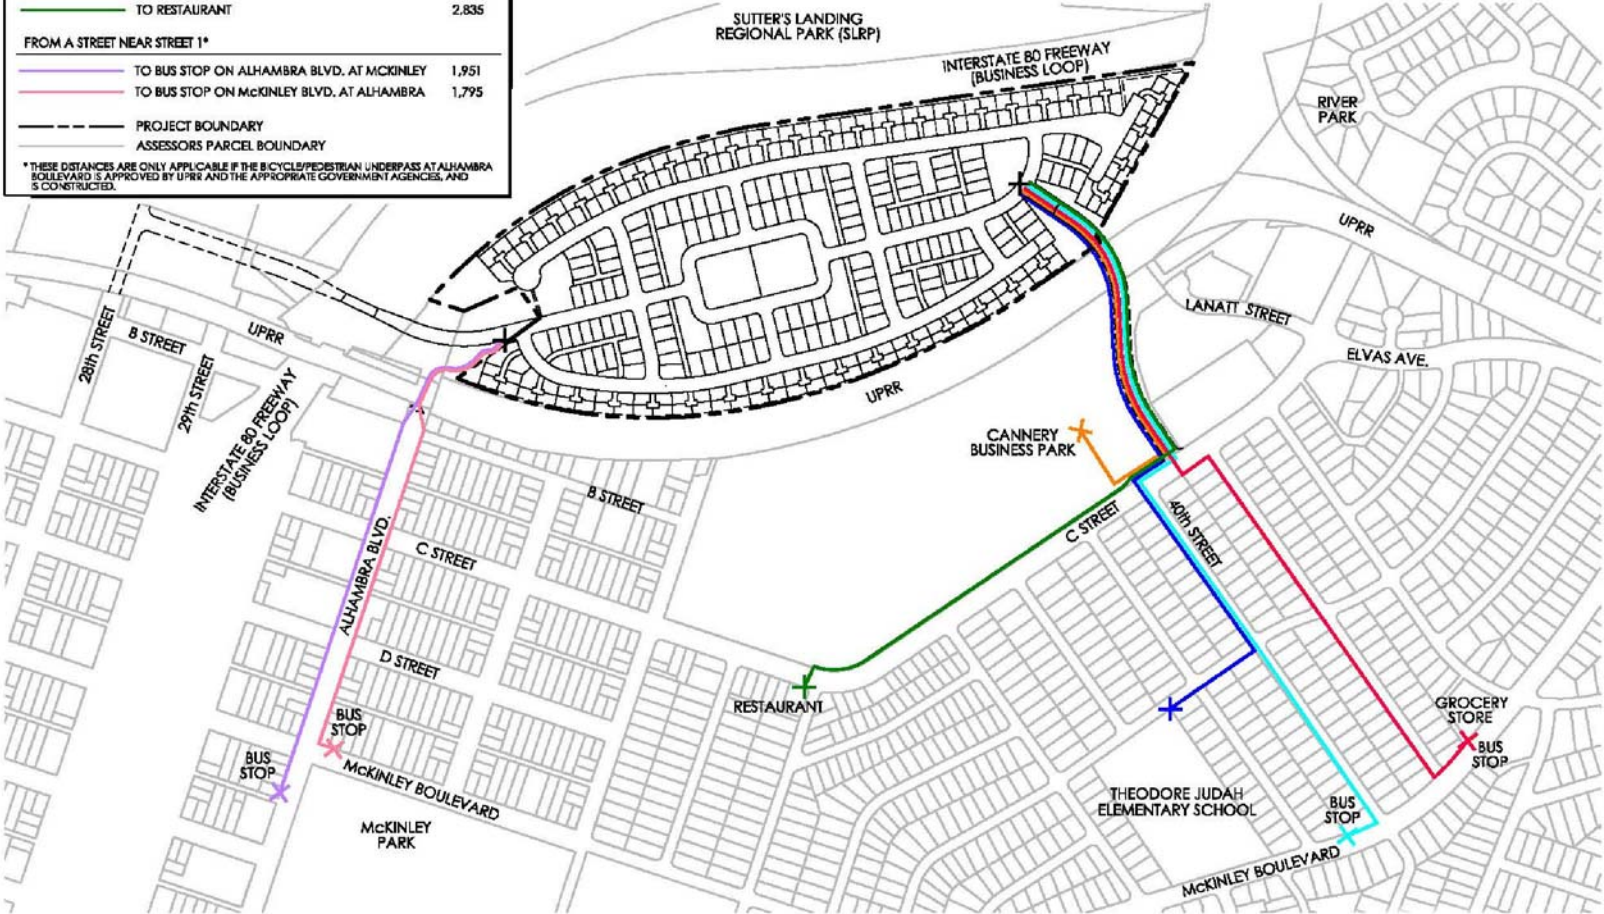 TO RESTAURANT 2,835
FROM A STREET NEAR STREET 1*
TO BUS STOP ON ALHAMBRA BLVD. AT MCKINLEY 1,951
TO BUS STOP ON McKINLEY BLVD. AT ALHAMBRA 1,795
PROJECT BOUNDARY
ASSESSORS PARCEL BOUNDARY
* THESE DISTANCES ARE ONLY APPLICABLE IF THE BICYCLE/PEDESTRIAN UNDERPASS AT ALHAMBRA
BOULEVARD IS APPROVED BY UPRR AND THE APPROPRIATE GOVERNMENT AGENCIES, AND
IS CONSTRUCTED.
SUTTER'S LANDING
REGIONAL PARK (SLRP)
INTERSTATE 80 FREEWAY
(BUSINESS LOOP)
RIVER
PARK
UPRR
LANATT STREET
ELVAS AVE.
28th STREET
B STREET
29th STREET
UPRR
INTERSTATE 80 FREEWAY
(BUSINESS LOOP)
UPRR
CANNERY
BUSINESS PARK
B STREET
C STREET
40th STREET
ALHAMBRA BLVD.
C STREET
D STREET
RESTAURANT
GROCERY
STORE
BUS
STOP
BUS
STOP
BUS
STOP
McKINLEY BOULEVARD
McKINLEY
PARK
THEODORE JUDAH
ELEMENTARY SCHOOL
BUS
STOP
McKINLEY BOULEVARD